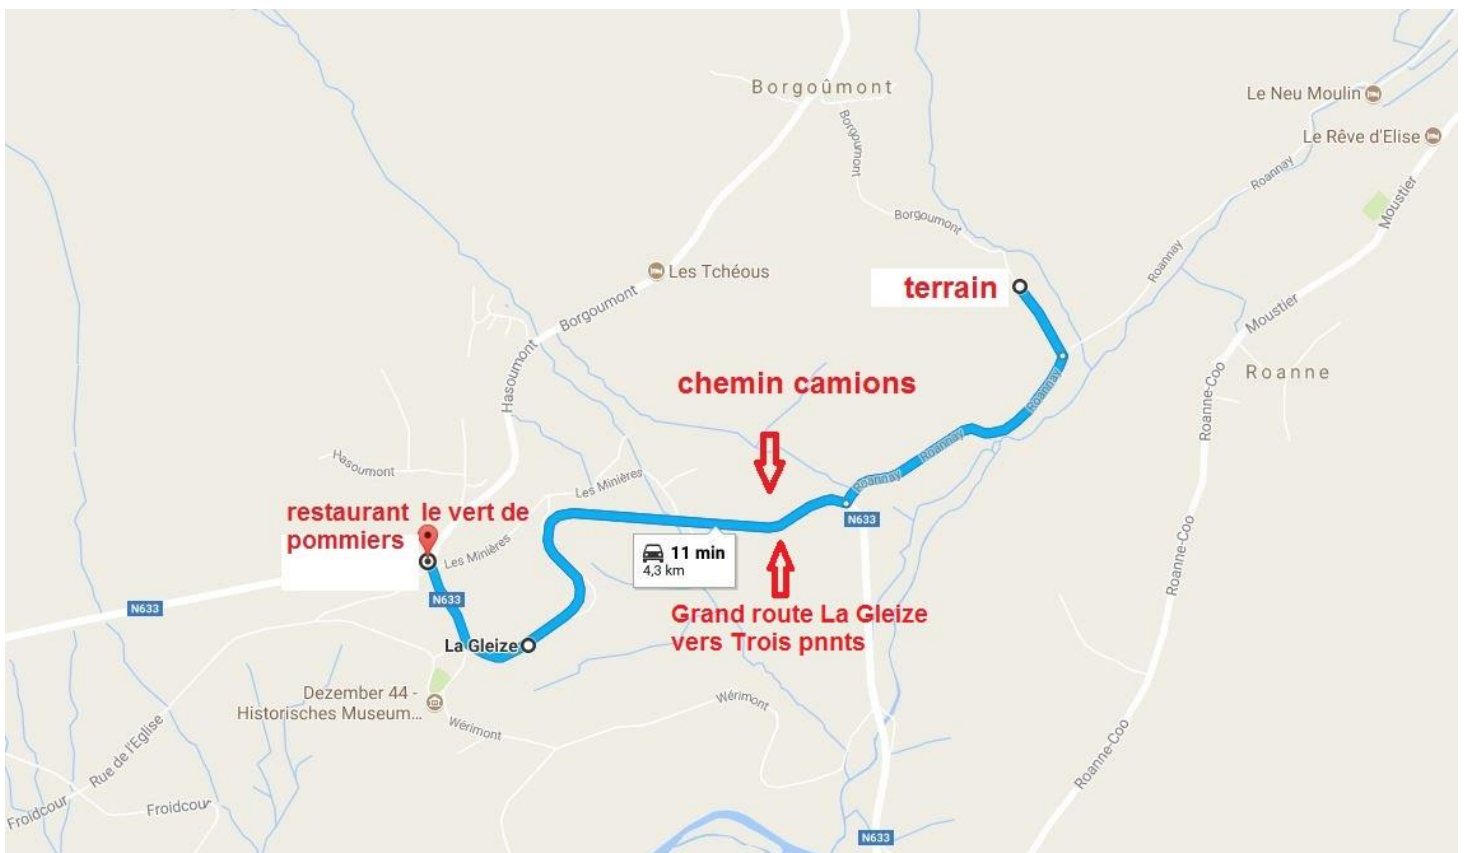 Borgoûmont
Le Neu Moulin
Borgoumont
Le Rêve d'Elise
Roannay
Moustier
Borgoumont
Roannay
Les Tchéous
terrain
Borgoumont
Moustier
chemin camions
Roanne
Hasoumont
Roannay
Roanne-Coo
Roannay
Hasoumont
Les Minières
Roannay
restaurant le vert de
pommiers
N633
Les Minières
11 min
4,3 km
Roanne-Coo
N633
N633
Grand route La Gleize
vers Trois pnnts
La Gleize
Dezember 44 -
Historisches Museum...
Wérimont
Wérimont
Rue de l'Eglise
Roanne-Coo
Froidcour
Froidcour
N633